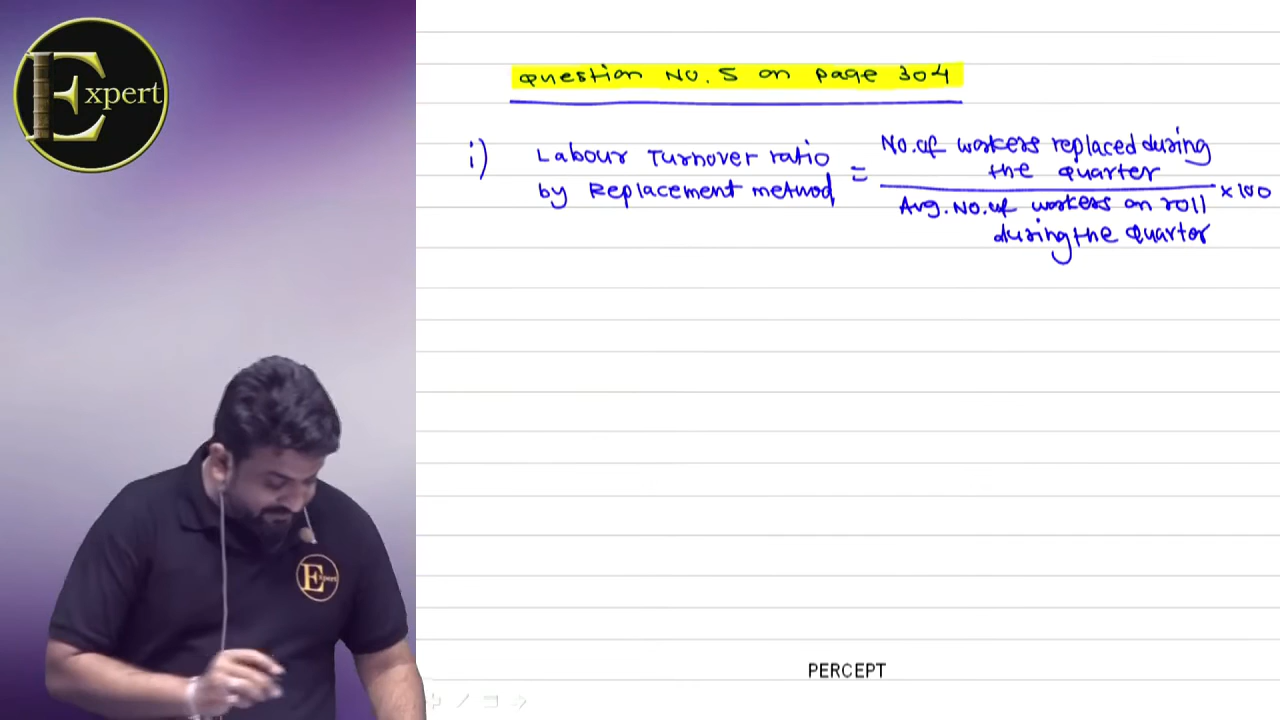 Expert
Question No. 5 on page 304
i) Labour Turnover ratio by Replacement method = No. of workers replaced during the quarter / Avg. No. of workers on roll during the quarter × 100
Expert
PERCEPT